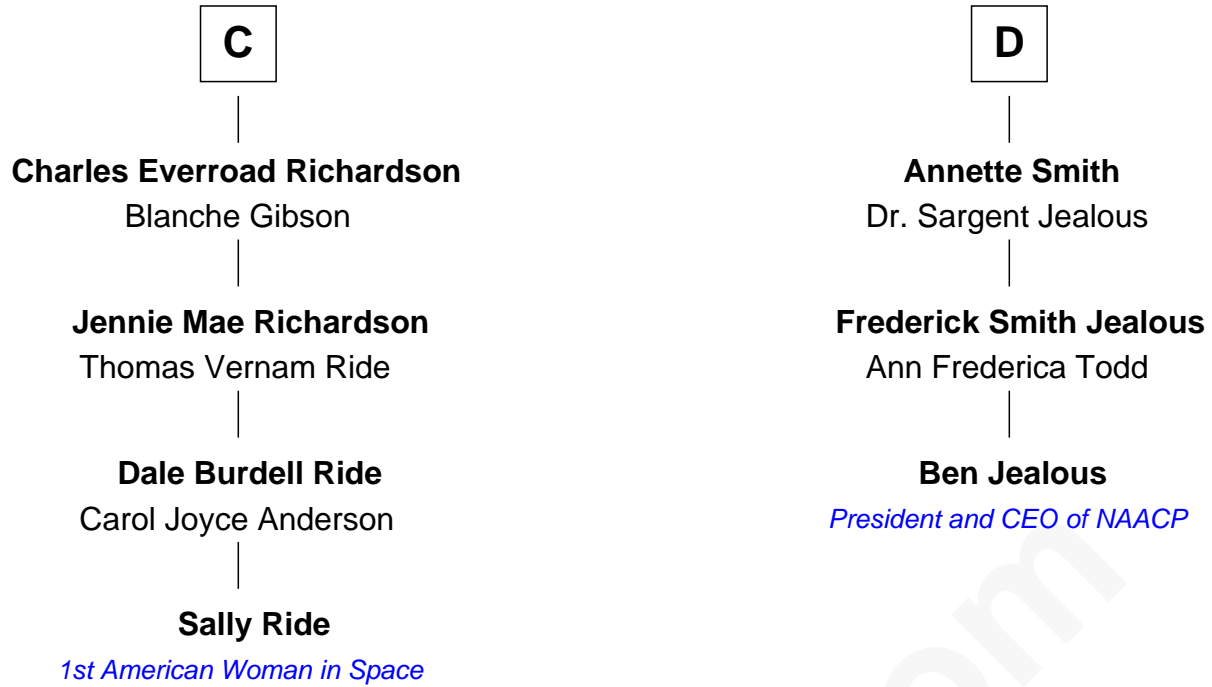 C
Charles Everroad Richardson
Blanche Gibson
Jennie Mae Richardson
Thomas Vernam Ride
Dale Burdell Ride
Carol Joyce Anderson
Sally Ride
1st American Woman in Space
D
Annette Smith
Dr. Sargent Jealous
Frederick Smith Jealous
Ann Frederica Todd
Ben Jealous
President and CEO of NAACP
om